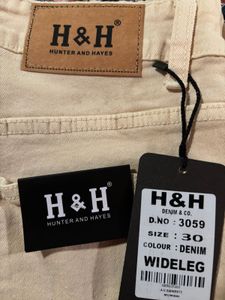 H & H®
HUNTER AND HAYES
H & H®
HUNTER AND HAYES
H & H
DENIM & CO.
D.NO : 3059
SIZE : 30
COLOUR : DENIM
WIDELEG